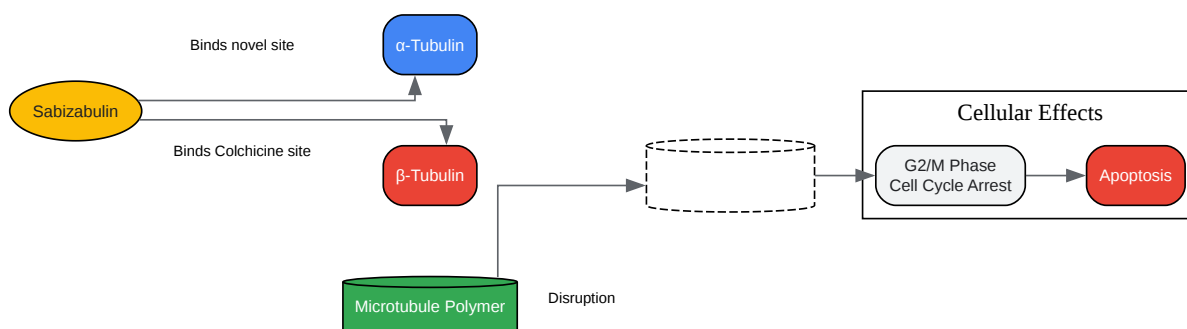 Binds novel site
α-Tubulin
Sabizabulin
Binds Colchicine site
β-Tubulin
Cellular Effects
G2/M Phase
Cell Cycle Arrest
Apoptosis
Microtubule Polymer
Disruption